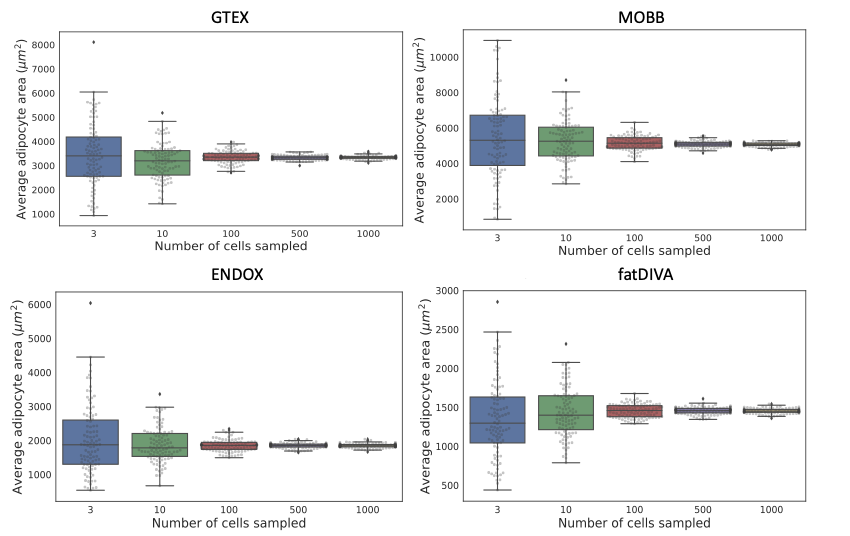 GTEX
Average adipocyte area (μm²)
8000
7000
6000
5000
4000
3000
2000
1000
3 10 100 500 1000
Number of cells sampled
MOBB
Average adipocyte area (μm²)
10000
8000
6000
4000
2000
3 10 100 500 1000
Number of cells sampled
ENDOX
Average adipocyte area (μm²)
6000
5000
4000
3000
2000
1000
3 10 100 500 1000
Number of cells sampled
fatDIVA
Average adipocyte area (μm²)
3000
2500
2000
1500
1000
500
3 10 100 500 1000
Number of cells sampled